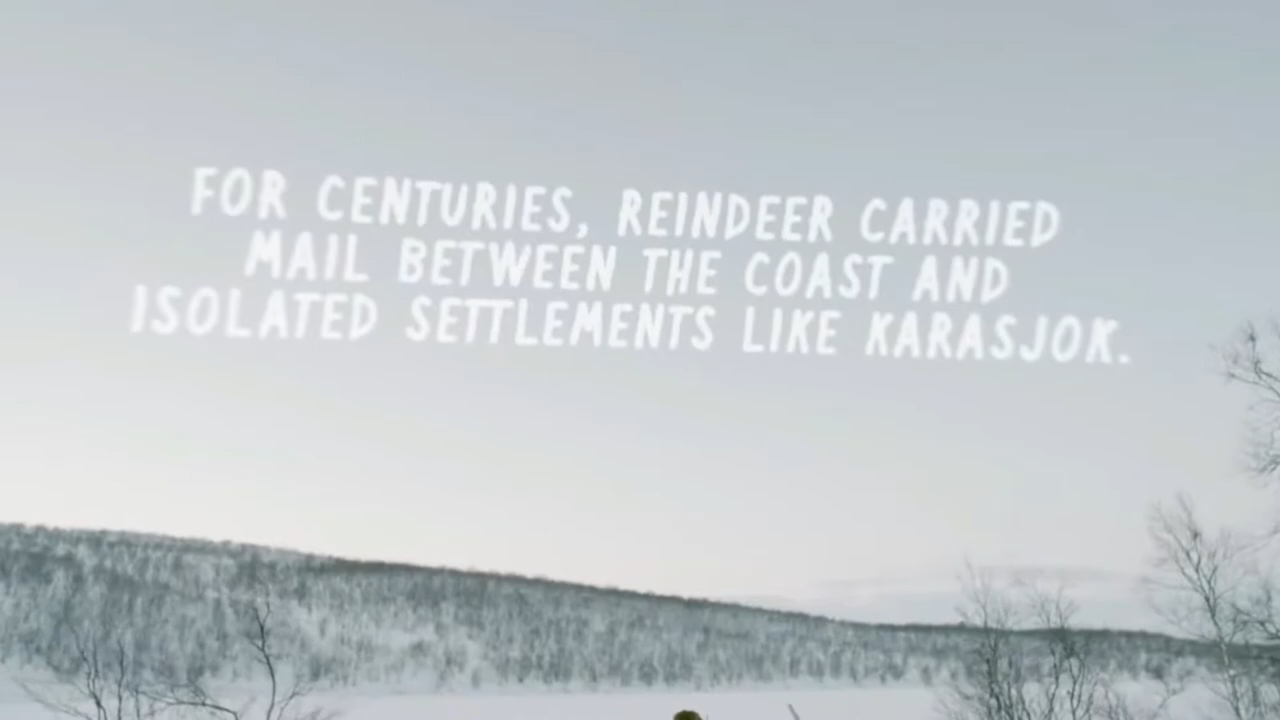 FOR CENTURIES, REINDEER CARRIED
MAIL BETWEEN THE COAST AND
ISOLATED SETTLEMENTS LIKE KARASJOK.